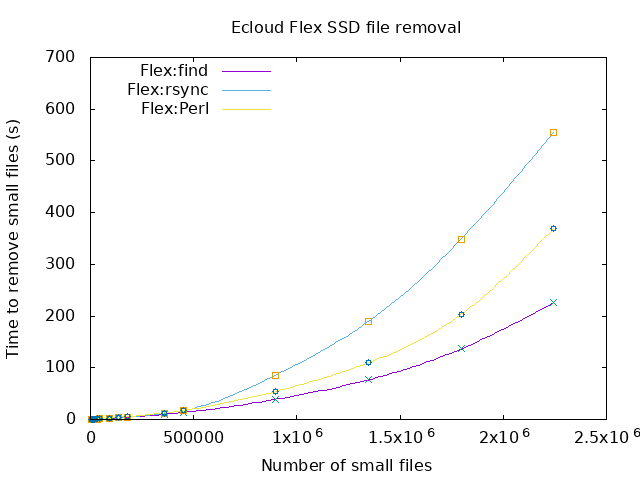 Ecloud Flex SSD file removal
700
600
500
400
300
200
100
0
Time to remove small files (s)
Flex:find
Flex:rsync
Flex:Perl
0 500000 1x10^6 1.5x10^6 2x10^6 2.5x10^6
Number of small files